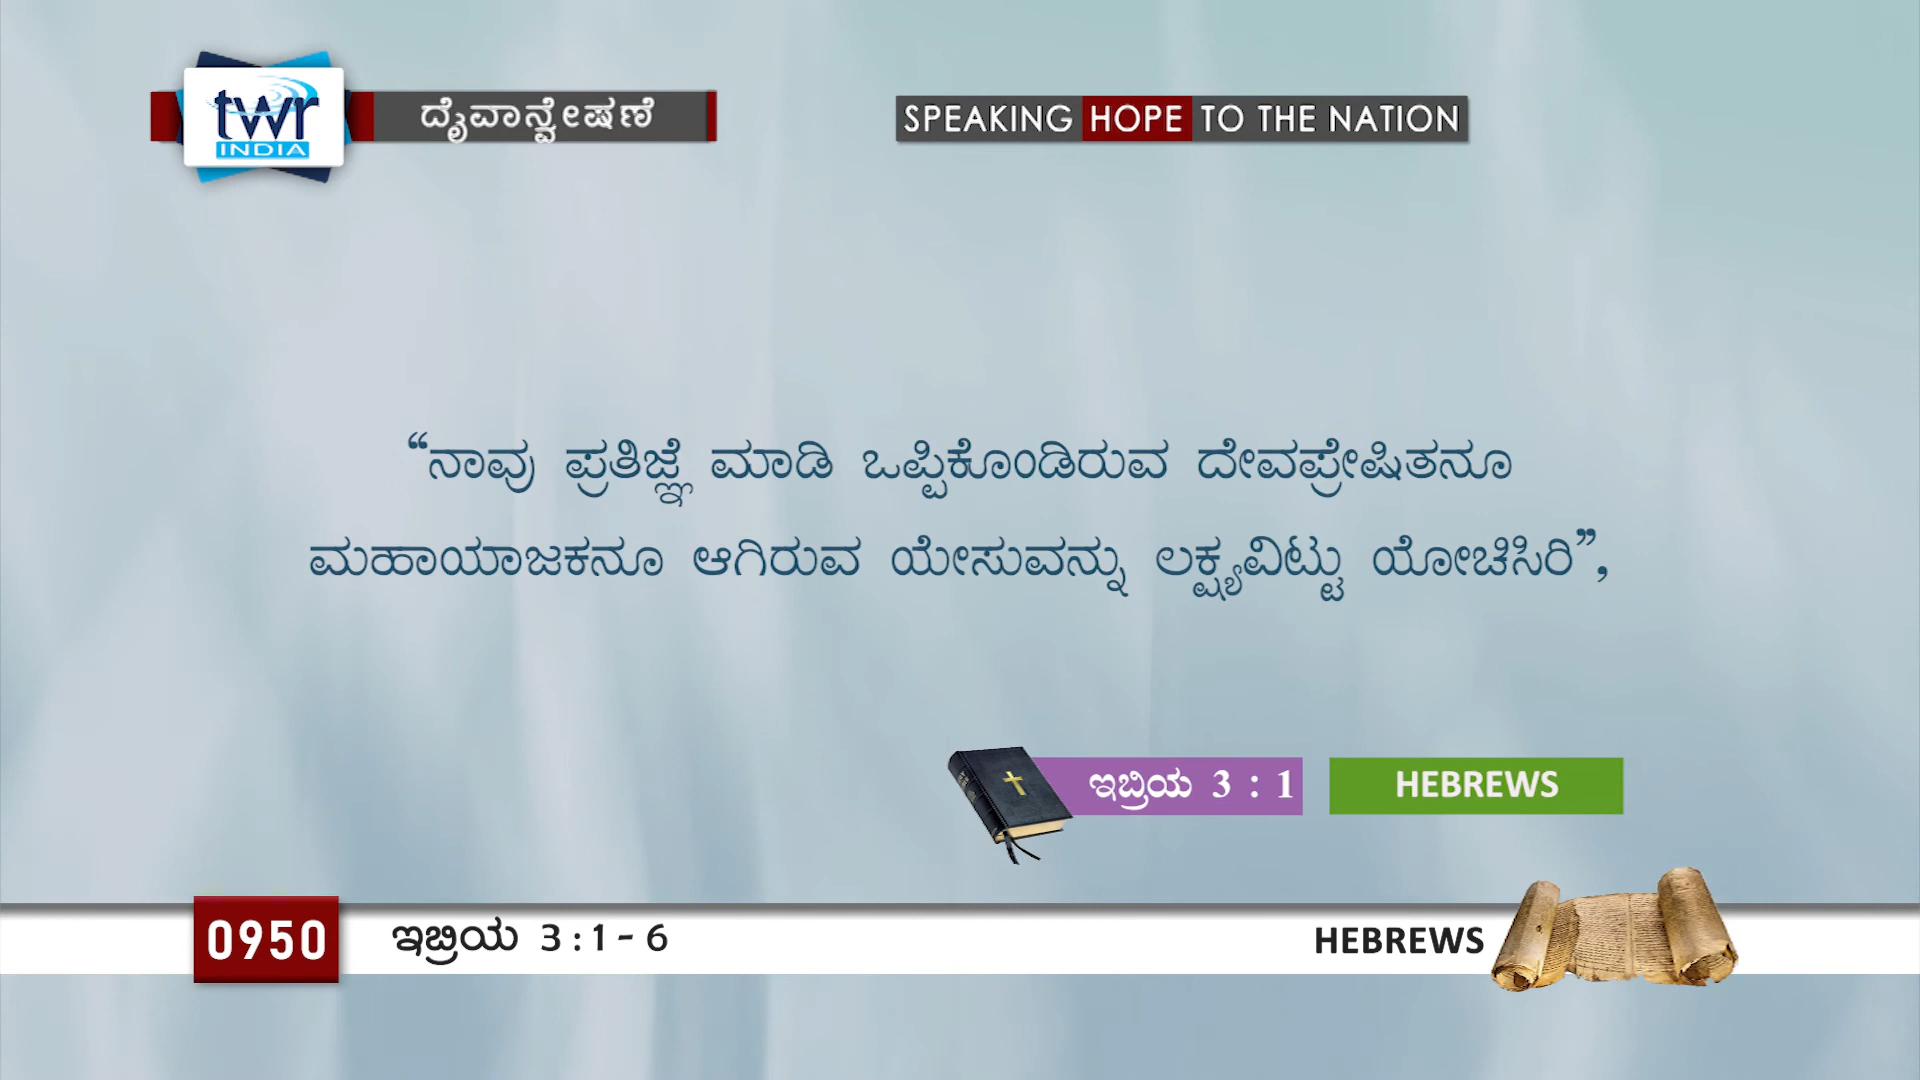 twr
INDIA
ದೈವಾನ್ವೇಷಣೆ
SPEAKING HOPE TO THE NATION
“ನಾವು ಪ್ರತಿಜ್ಞೆ ಮಾಡಿ ಒಪ್ಪಿಕೊಂಡಿರುವ ದೇವಪ್ರೇಷಿತನೂ
ಮಹಾಯಾಜಕನೂ ಆಗಿರುವ ಯೇಸುವನ್ನು ಲಕ್ಷ್ಯವಿಟ್ಟು ಯೋಚಿಸಿರಿ”,
ಇಬ್ರಿಯ 3 : 1
HEBREWS
0950
ಇಬ್ರಿಯ 3:1-6
HEBREWS